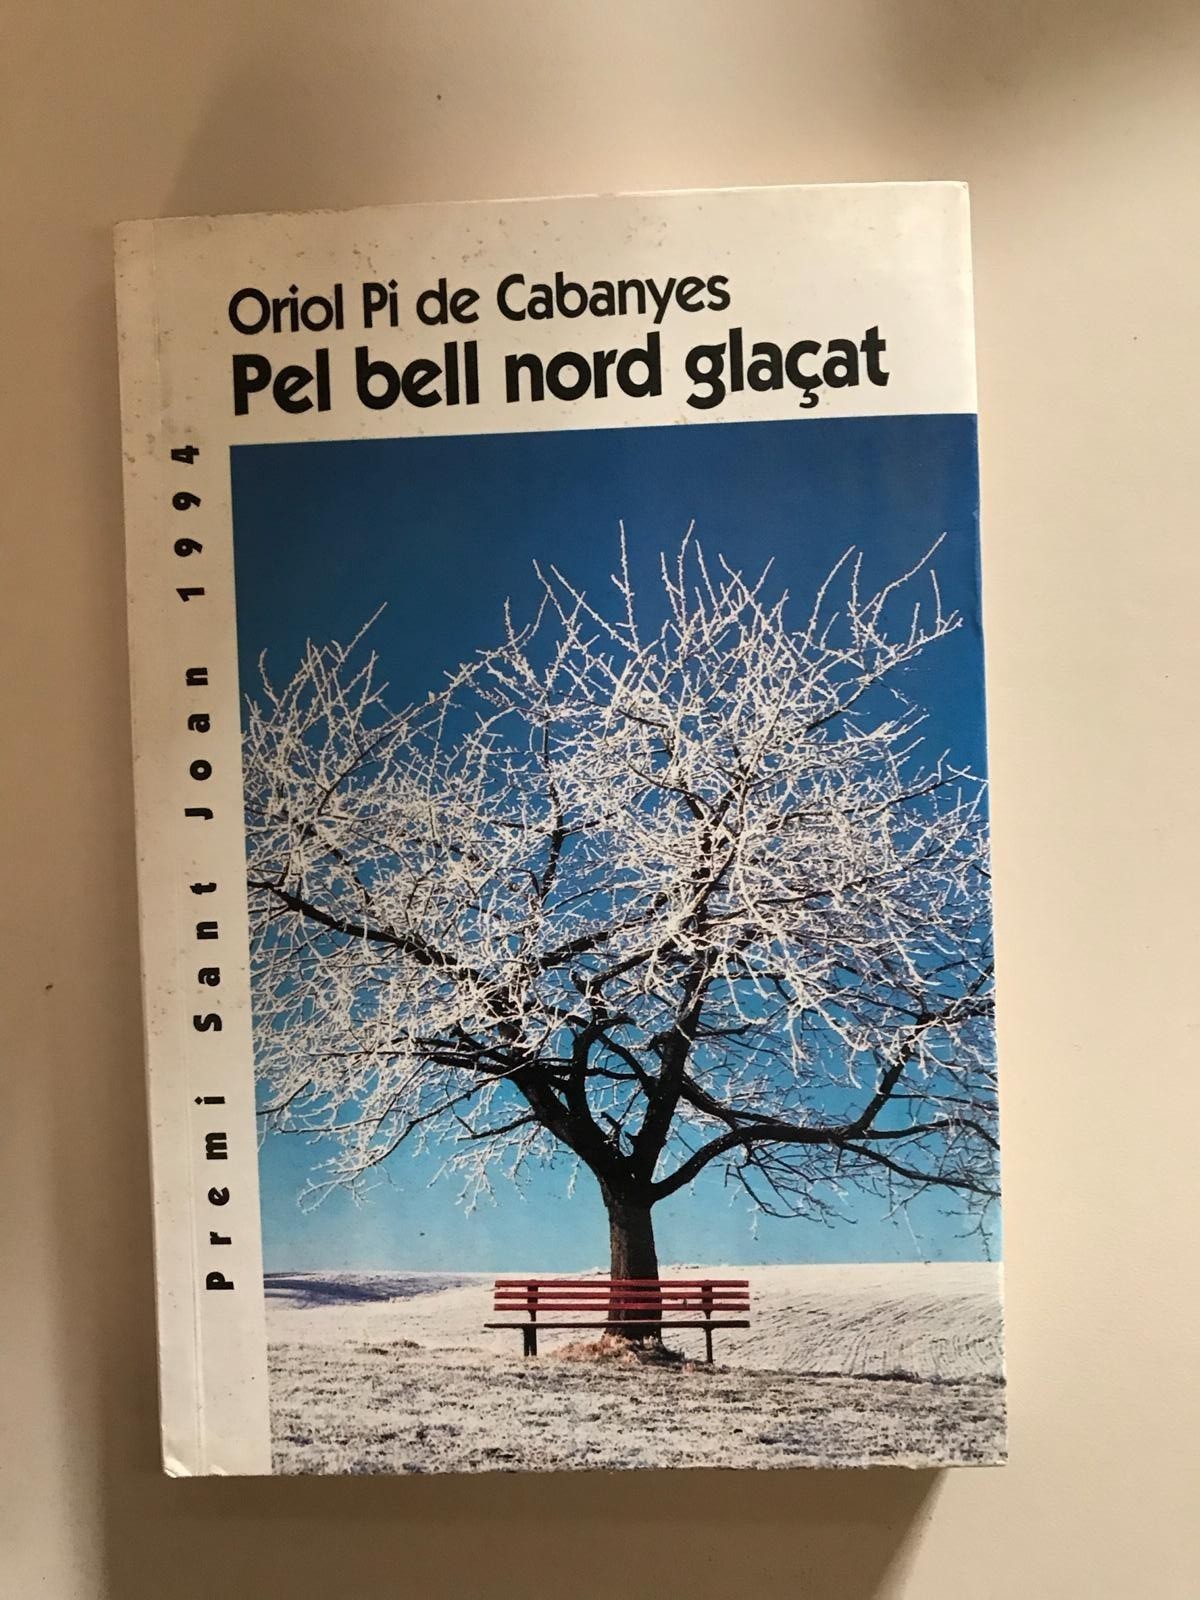 Oriol Pi de Cabanyes
Pel bell nord glaçat
Premi Sant Joan 1994